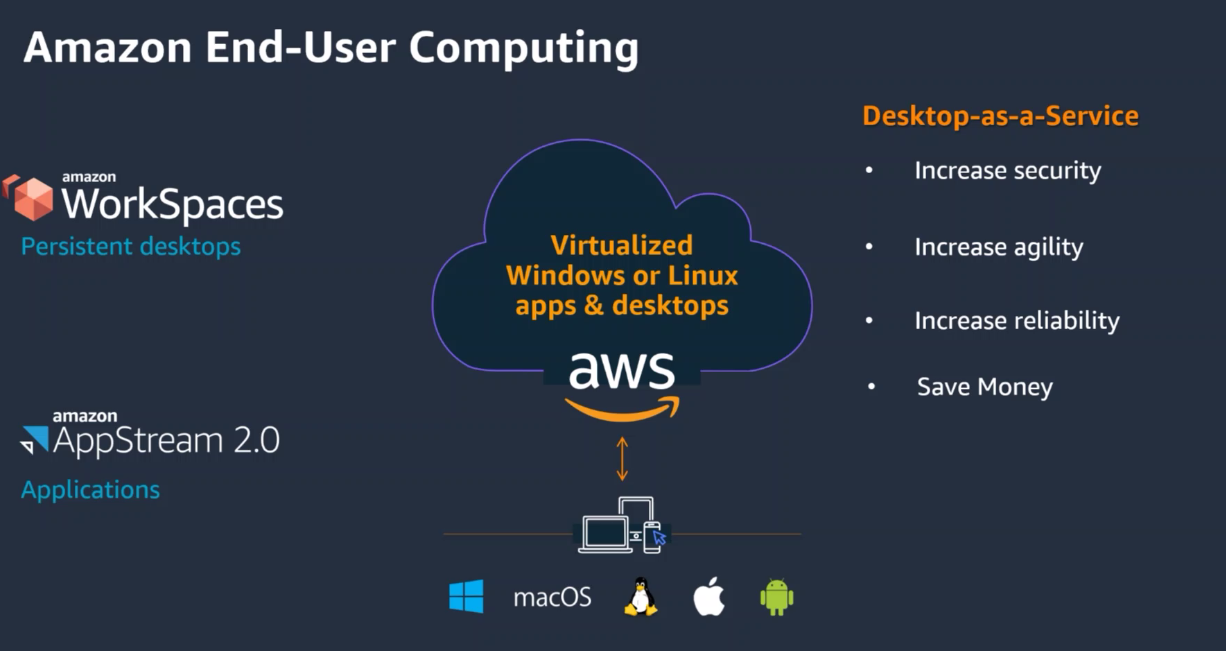 Amazon End-User Computing
amazon
WorkSpaces
Persistent desktops
amazon
AppStream 2.0
Applications
Virtualized
Windows or Linux
apps & desktops
aws
macOS
Desktop-as-a-Service
• Increase security
• Increase agility
• Increase reliability
• Save Money